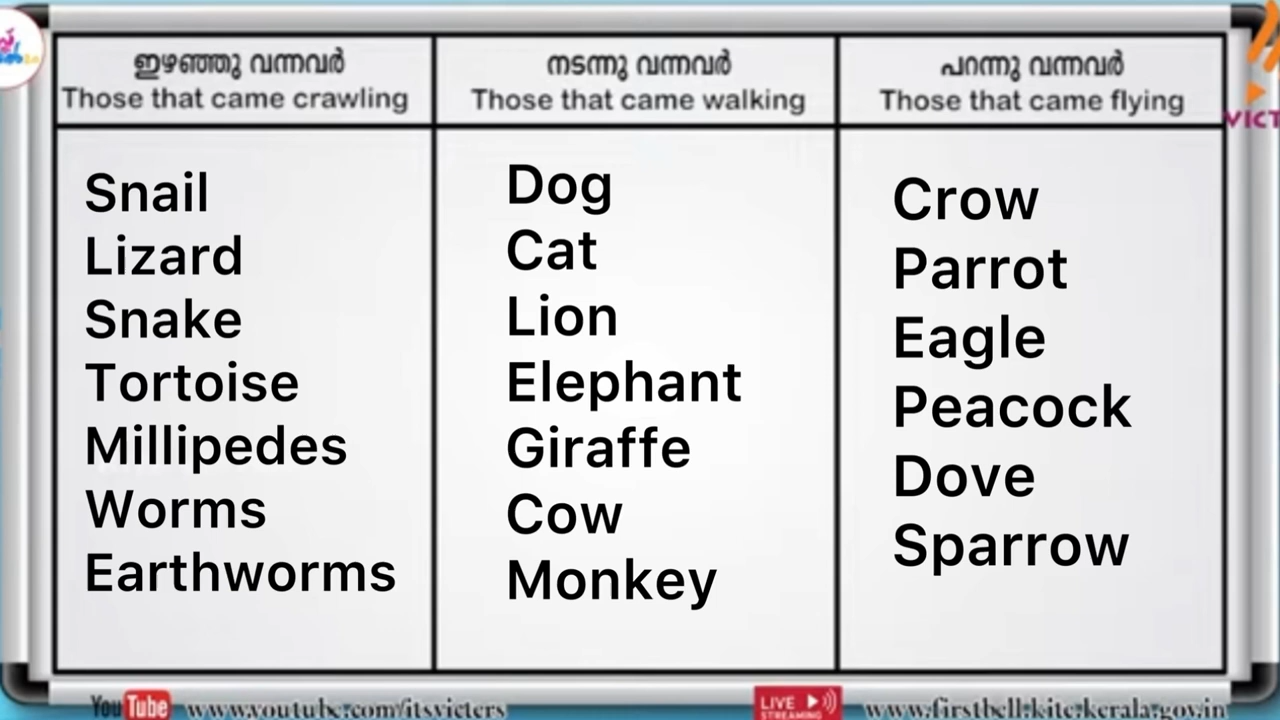 ഇഴഞ്ഞു വന്നവർ
Those that came crawling
Snail
Lizard
Snake
Tortoise
Millipedes
Worms
Earthworms
നടന്നു വന്നവർ
Those that came walking
Dog
Cat
Lion
Elephant
Giraffe
Cow
Monkey
പറന്നു വന്നവർ
Those that came flying
Crow
Parrot
Eagle
Peacock
Dove
Sparrow
VICT
YouTube www.youtube.com/itsvicters
LIVE STREAMING www.firstbell.kite.kerala.gov.in